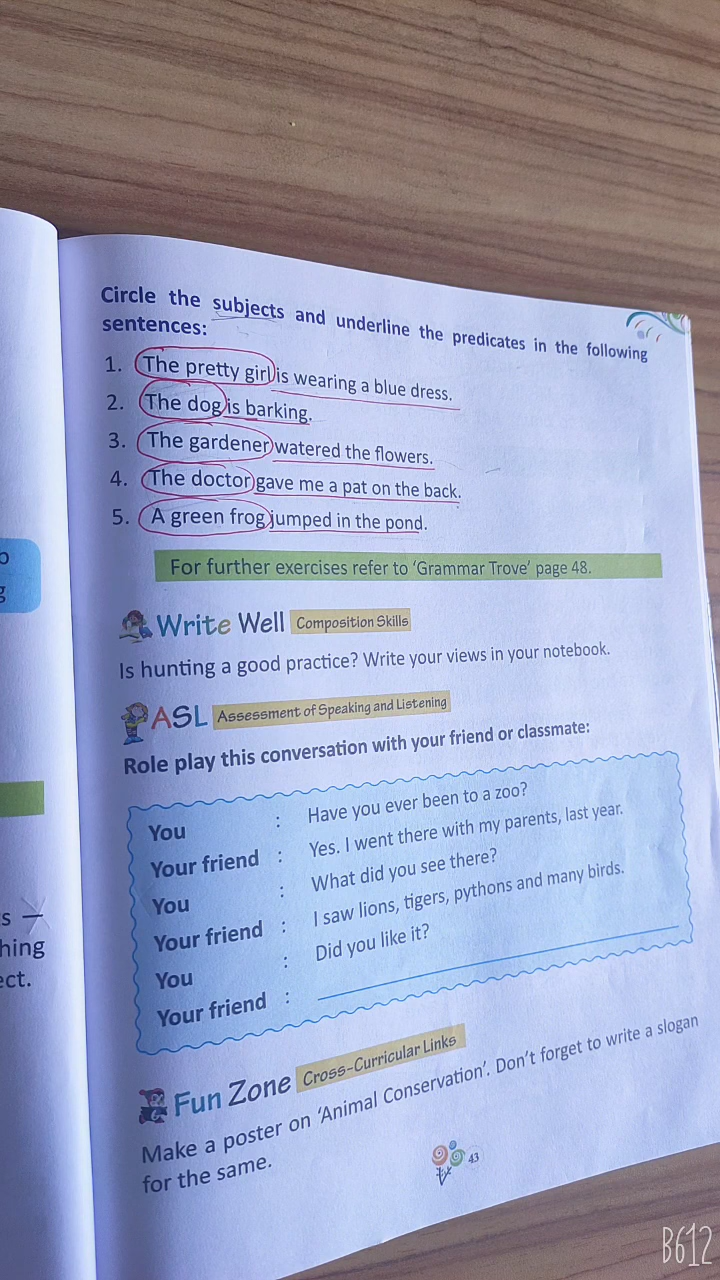 Circle the subjects and underline the predicates in the following
sentences:
1. The pretty girl is wearing a blue dress.
2. The dog is barking.
3. The gardener watered the flowers.
4. The doctor gave me a pat on the back.
5. A green frog jumped in the pond.
For further exercises refer to ‘Grammar Trove’ page 48.
Write Well Composition Skills
Is hunting a good practice? Write your views in your notebook.
ASL Assessment of Speaking and Listening
Role play this conversation with your friend or classmate:
You : Have you ever been to a zoo?
Your friend : Yes. I went there with my parents, last year.
You : What did you see there?
Your friend : I saw lions, tigers, pythons and many birds.
You : Did you like it?
Your friend :
Fun Zone Cross-Curricular Links
Make a poster on ‘Animal Conservation’. Don’t forget to write a slogan
for the same.
43
s —
hing
ect.
B612